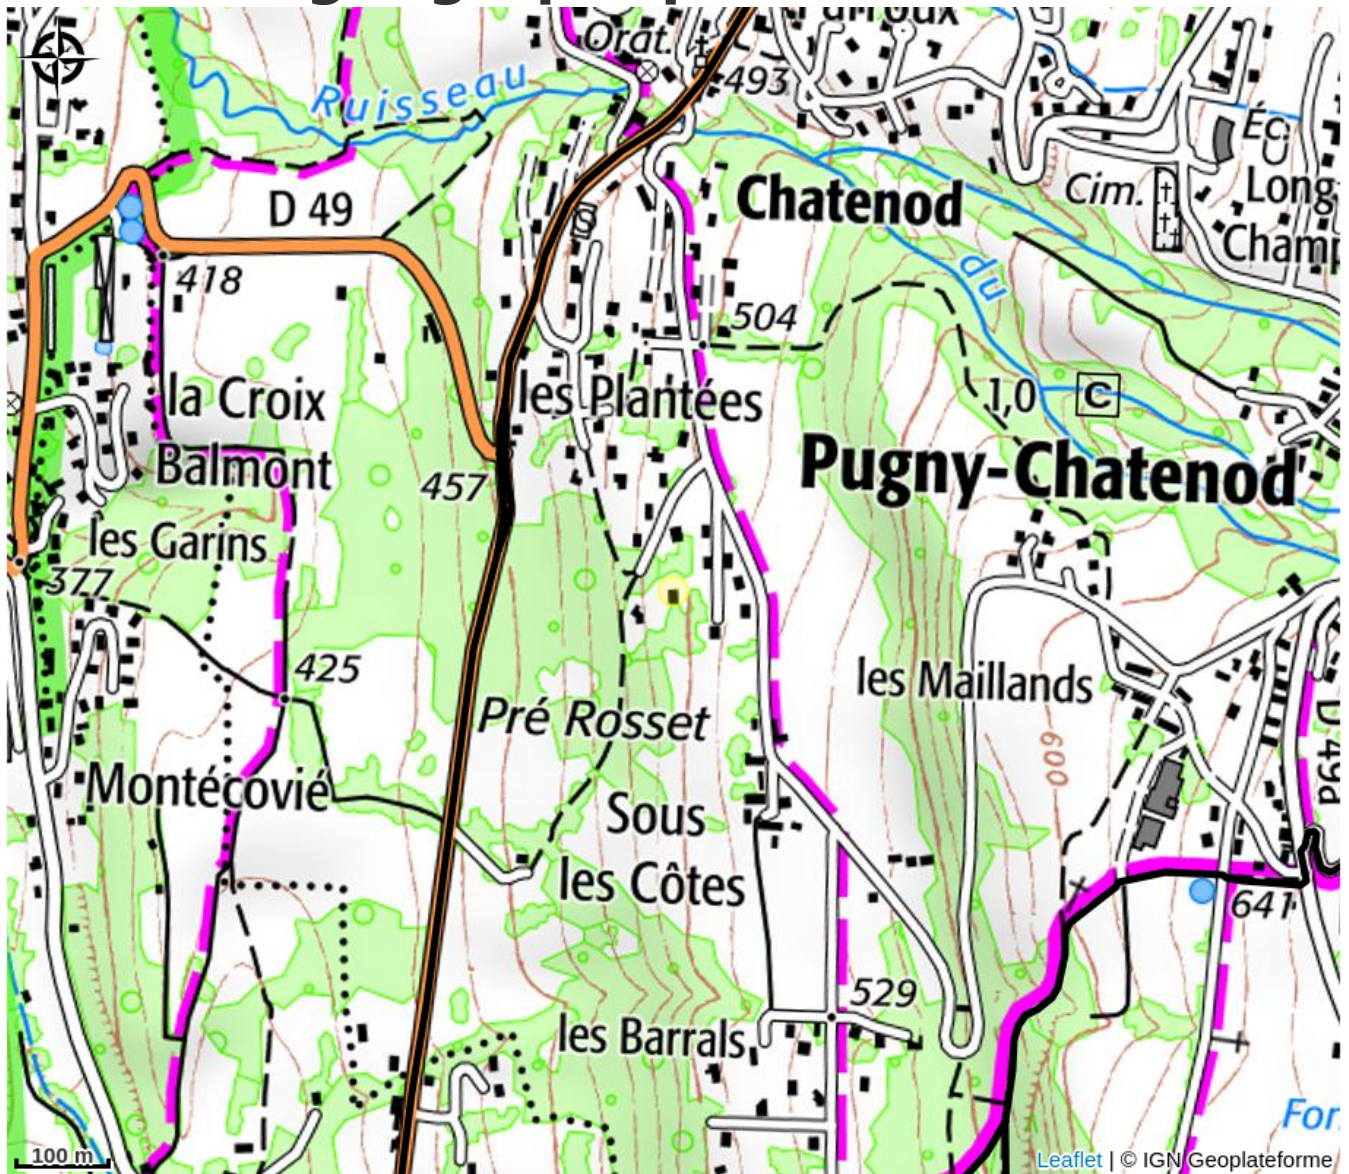 Orat.
493
Ruisseau
Éc.
Cim.
Long
Champ
D 49
Chatenod
du
418
504
la Croix
Balmont
les Plantées
1,0
C
457
Pugny-Chatenod
les Garins
377
425
les Maillands
Pré Rosset
600
D 49a
Montécovié
Sous
les Côtes
641
529
les Barrals
For
100 m
Leaflet | © IGN Geoplateforme